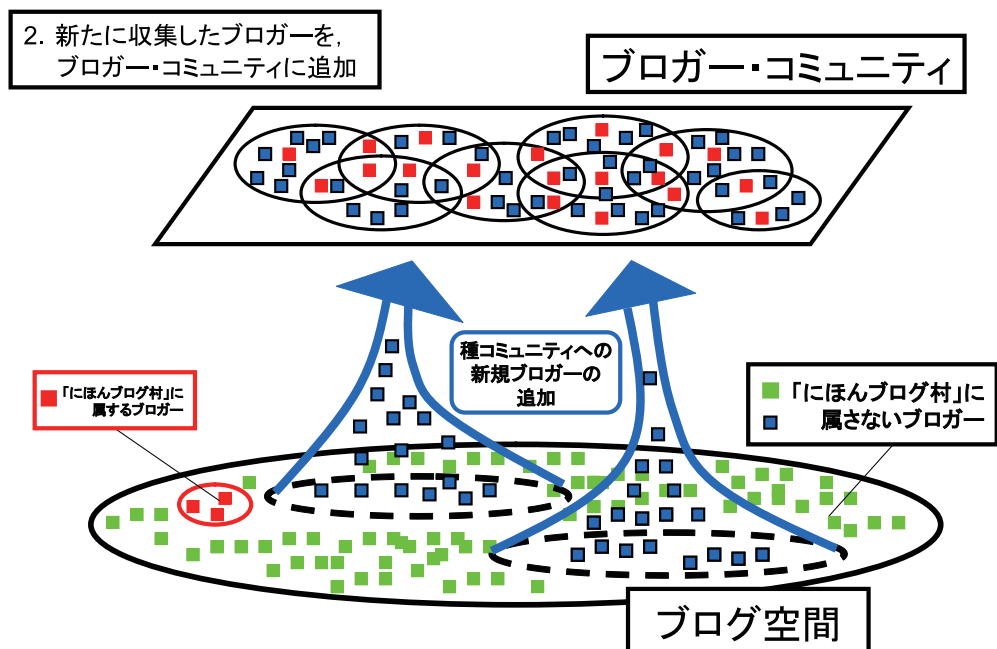 2. 新たに収集したブロガーを,
ブロガー・コミュニティに追加
ブロガー・コミュニティ
種コミュニティへの
新規ブロガーの
追加
「にほんブログ村」に
属するブロガー
「にほんブログ村」に
属さないブロガー
ブログ空間